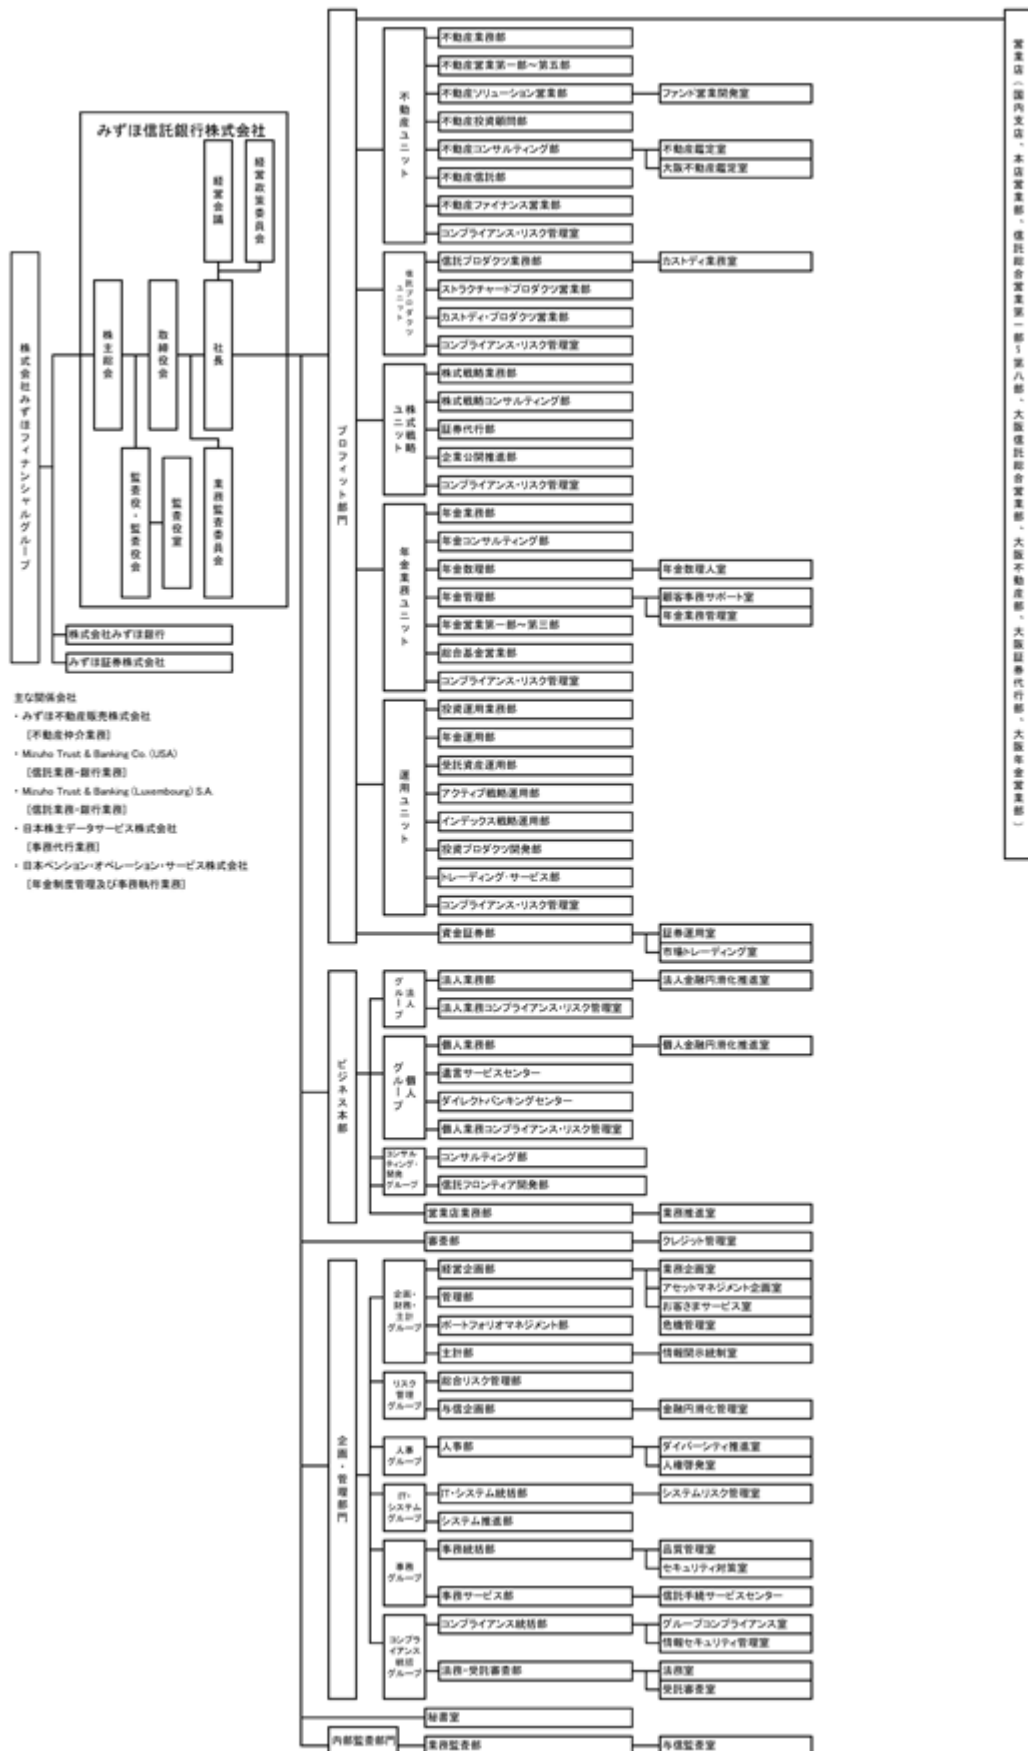 みずほ信託銀行株式会社
経営会議
経営政策委員会
株式会社みずほフィナンシャルグループ
株主総会
取締役会
社長
監査役・監査役会
監査役室
業務監査委員会
株式会社みずほ銀行
みずほ証券株式会社
主な関係会社
・みずほ不動産販売株式会社
［不動産仲介業務］
・Mizuho Trust & Banking Co. (USA)
［信託業務・銀行業務］
・Mizuho Trust & Banking (Luxembourg) S.A.
［信託業務・銀行業務］
・日本株主データサービス株式会社
［事務代行業務］
・日本ペンション・オペレーション・サービス株式会社
［年金制度管理及び事務執行業務］
プロフィット部門
不動産ユニット
不動産業務部
不動産営業第一部～第五部
不動産ソリューション営業部
ファンド営業開発室
不動産投資顧問部
不動産コンサルティング部
不動産鑑定室
大阪不動産鑑定室
不動産信託部
不動産ファイナンス営業部
コンプライアンス・リスク管理室
信託プロダクツ
ユニット
信託プロダクツ業務部
カストディ業務室
ストラクチャードプロダクツ営業部
カストディ・プロダクツ営業部
コンプライアンス・リスク管理室
株式戦略
ユニット
株式戦略業務部
株式戦略コンサルティング部
証券代行部
企業公開推進部
コンプライアンス・リスク管理室
年金業務ユニット
年金業務部
年金コンサルティング部
年金数理部
年金数理人室
年金管理部
顧客事務サポート室
年金業務管理室
年金営業第一部～第三部
総合基金営業部
コンプライアンス・リスク管理室
運用ユニット
投資運用業務部
年金運用部
受託資産運用部
アクティブ戦略運用部
インデックス戦略運用部
投資プロダクツ開発部
トレーディング・サービス部
コンプライアンス・リスク管理室
資金証券部
証券運用室
市場トレーディング室
ビジネス本部
法人
グループ
法人業務部
法人金融円滑化推進室
法人業務コンプライアンス・リスク管理室
個人
グループ
個人業務部
個人金融円滑化推進室
遺言サービスセンター
ダイレクトバンキングセンター
個人業務コンプライアンス・リスク管理室
コンサル
ティング・
開発
グループ
コンサルティング部
信託フロンティア開発部
営業店業務部
業務推進室
審査部
クレジット管理室
企画・管理部門
企画・
財務・
主計
グループ
経営企画部
業務企画室
アセットマネジメント企画室
お客さまサービス室
管理部
危機管理室
ポートフォリオマネジメント部
主計部
情報開示統制室
リスク
管理
グループ
総合リスク管理部
与信企画部
金融円滑化管理室
人事
グループ
人事部
ダイバーシティ推進室
人権啓発室
IT・
システム
グループ
IT・システム統括部
システムリスク管理室
システム推進部
事務
グループ
事務統括部
品質管理室
セキュリティ対策室
事務サービス部
信託手続サービスセンター
コンプラ
イアンス
統括
グループ
コンプライアンス統括部
グループコンプライアンス室
情報セキュリティ管理室
法務・受託審査部
法務室
受託審査室
秘書室
内部監査部門
業務監査部
与信監査室
営業店（国内支店、本店営業部、信託総合営業第一部～第八部、大阪信託総合営業部、大阪不動産部、大阪証券代行部、大阪年金営業部）